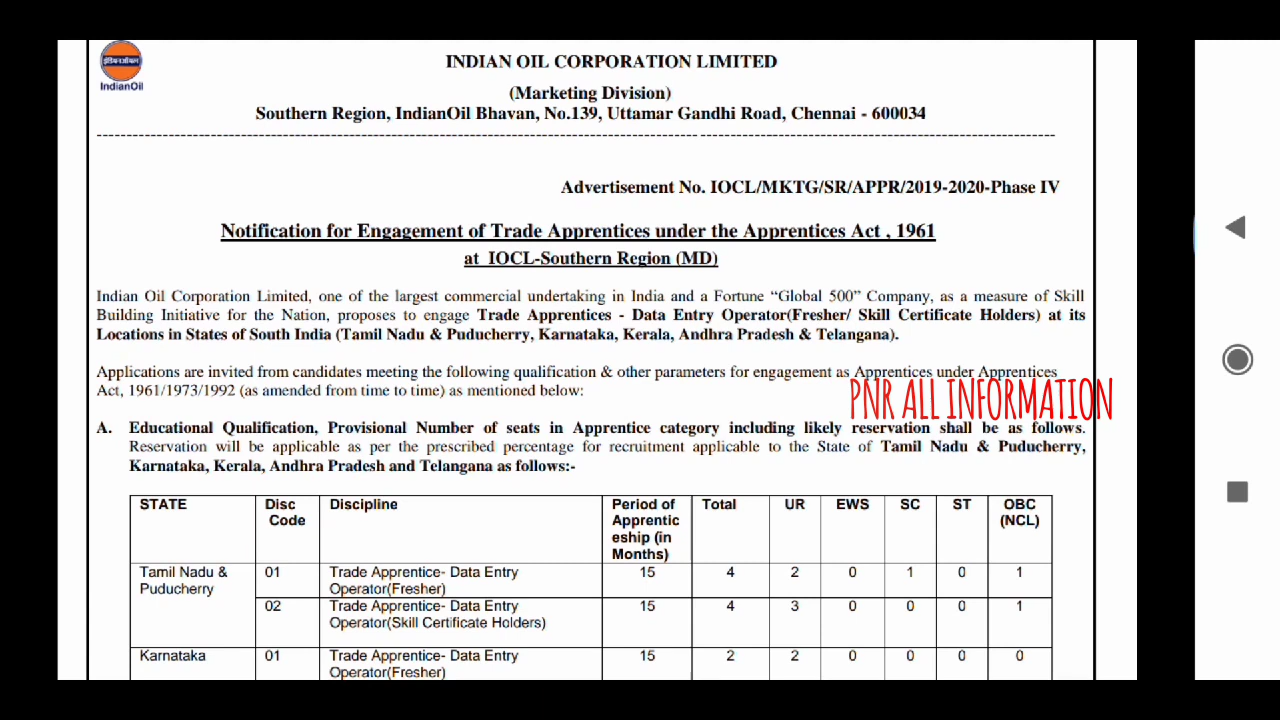 इंडियनऑयल
IndianOil
INDIAN OIL CORPORATION LIMITED
(Marketing Division)
Southern Region, IndianOil Bhavan, No.139, Uttamar Gandhi Road, Chennai - 600034
Advertisement No. IOCL/MKTG/SR/APPR/2019-2020-Phase IV
Notification for Engagement of Trade Apprentices under the Apprentices Act , 1961
at IOCL-Southern Region (MD)
Indian Oil Corporation Limited, one of the largest commercial undertaking in India and a Fortune “Global 500” Company, as a measure of Skill
Building Initiative for the Nation, proposes to engage Trade Apprentices - Data Entry Operator(Fresher/ Skill Certificate Holders) at its
Locations in States of South India (Tamil Nadu & Puducherry, Karnataka, Kerala, Andhra Pradesh & Telangana).
Applications are invited from candidates meeting the following qualification & other parameters for engagement as Apprentices under Apprentices
Act, 1961/1973/1992 (as amended from time to time) as mentioned below:
PNR ALL INFORMATION
A. Educational Qualification, Provisional Number of seats in Apprentice category including likely reservation shall be as follows.
Reservation will be applicable as per the prescribed percentage for recruitment applicable to the State of Tamil Nadu & Puducherry,
Karnataka, Kerala, Andhra Pradesh and Telangana as follows:-
STATE Disc Discipline Period of Total UR EWS SC ST OBC
Code Apprentic (NCL)
eship (in
Months)
Tamil Nadu & 01 Trade Apprentice- Data Entry 15 4 2 0 1 0 1
Puducherry Operator(Fresher)
02 Trade Apprentice- Data Entry 15 4 3 0 0 0 1
Operator(Skill Certificate Holders)
Karnataka 01 Trade Apprentice- Data Entry 15 2 2 0 0 0 0
Operator(Fresher)